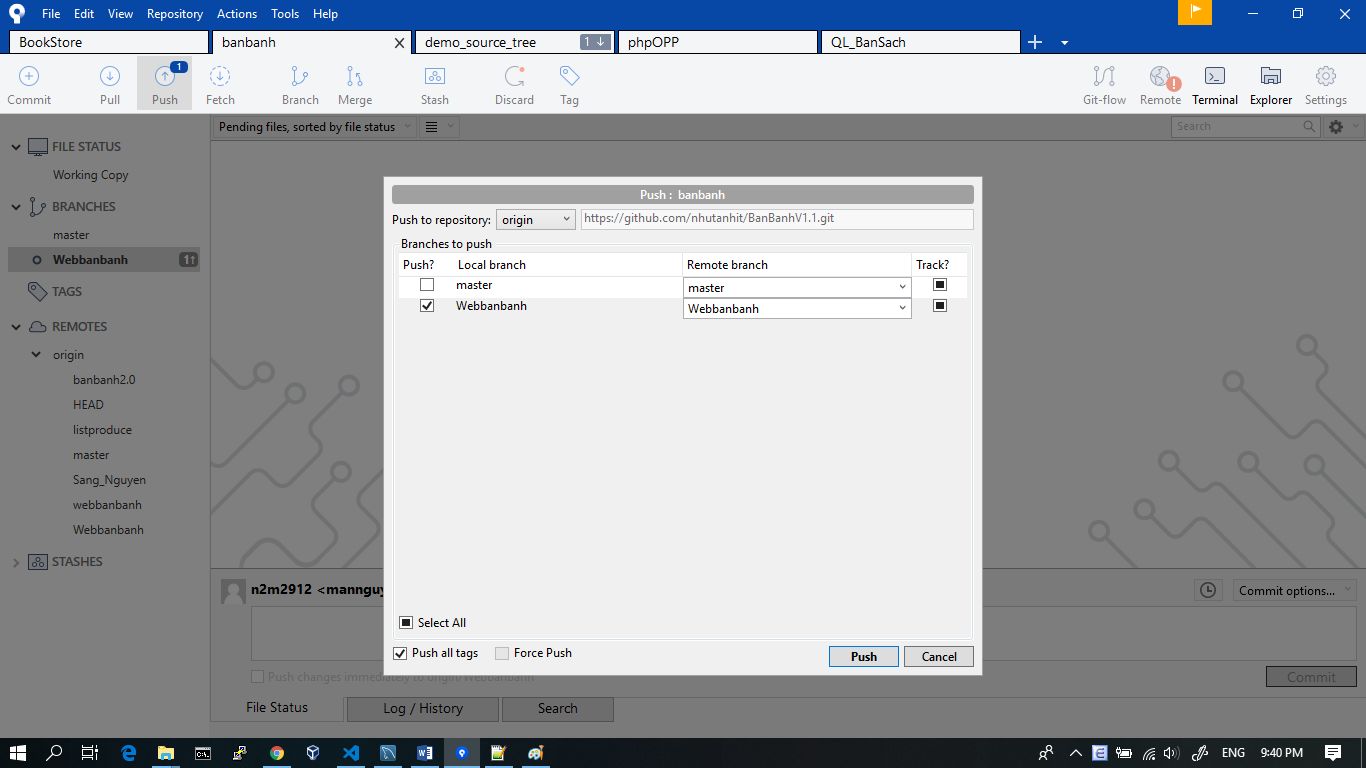 File Edit View Repository Actions Tools Help
BookStore banbanh demo_source_tree 1 phpOPP QL_BanSach
1
Commit Pull Push Fetch Branch Merge Stash Discard Tag Git-flow Remote Terminal Explorer Settings
Pending files, sorted by file status Search
FILE STATUS
Working Copy
BRANCHES
master
Webbanbanh 1
TAGS
REMOTES
origin
banbanh2.0
HEAD
listproduce
master
Sang_Nguyen
webbanbanh
Webbanbanh
STASHES
Push : banbanh
Push to repository: origin https://github.com/nhutanhit/BanBanhV1.1.git
Branches to push
Push? Local branch Remote branch Track?
master master
Webbanbanh Webbanbanh
Select All
Push all tags Force Push Push Cancel
n2m2912 <mannguy Commit options...
Push changes immediately to origin/Webbanbanh Commit
File Status Log / History Search
ENG 9:40 PM